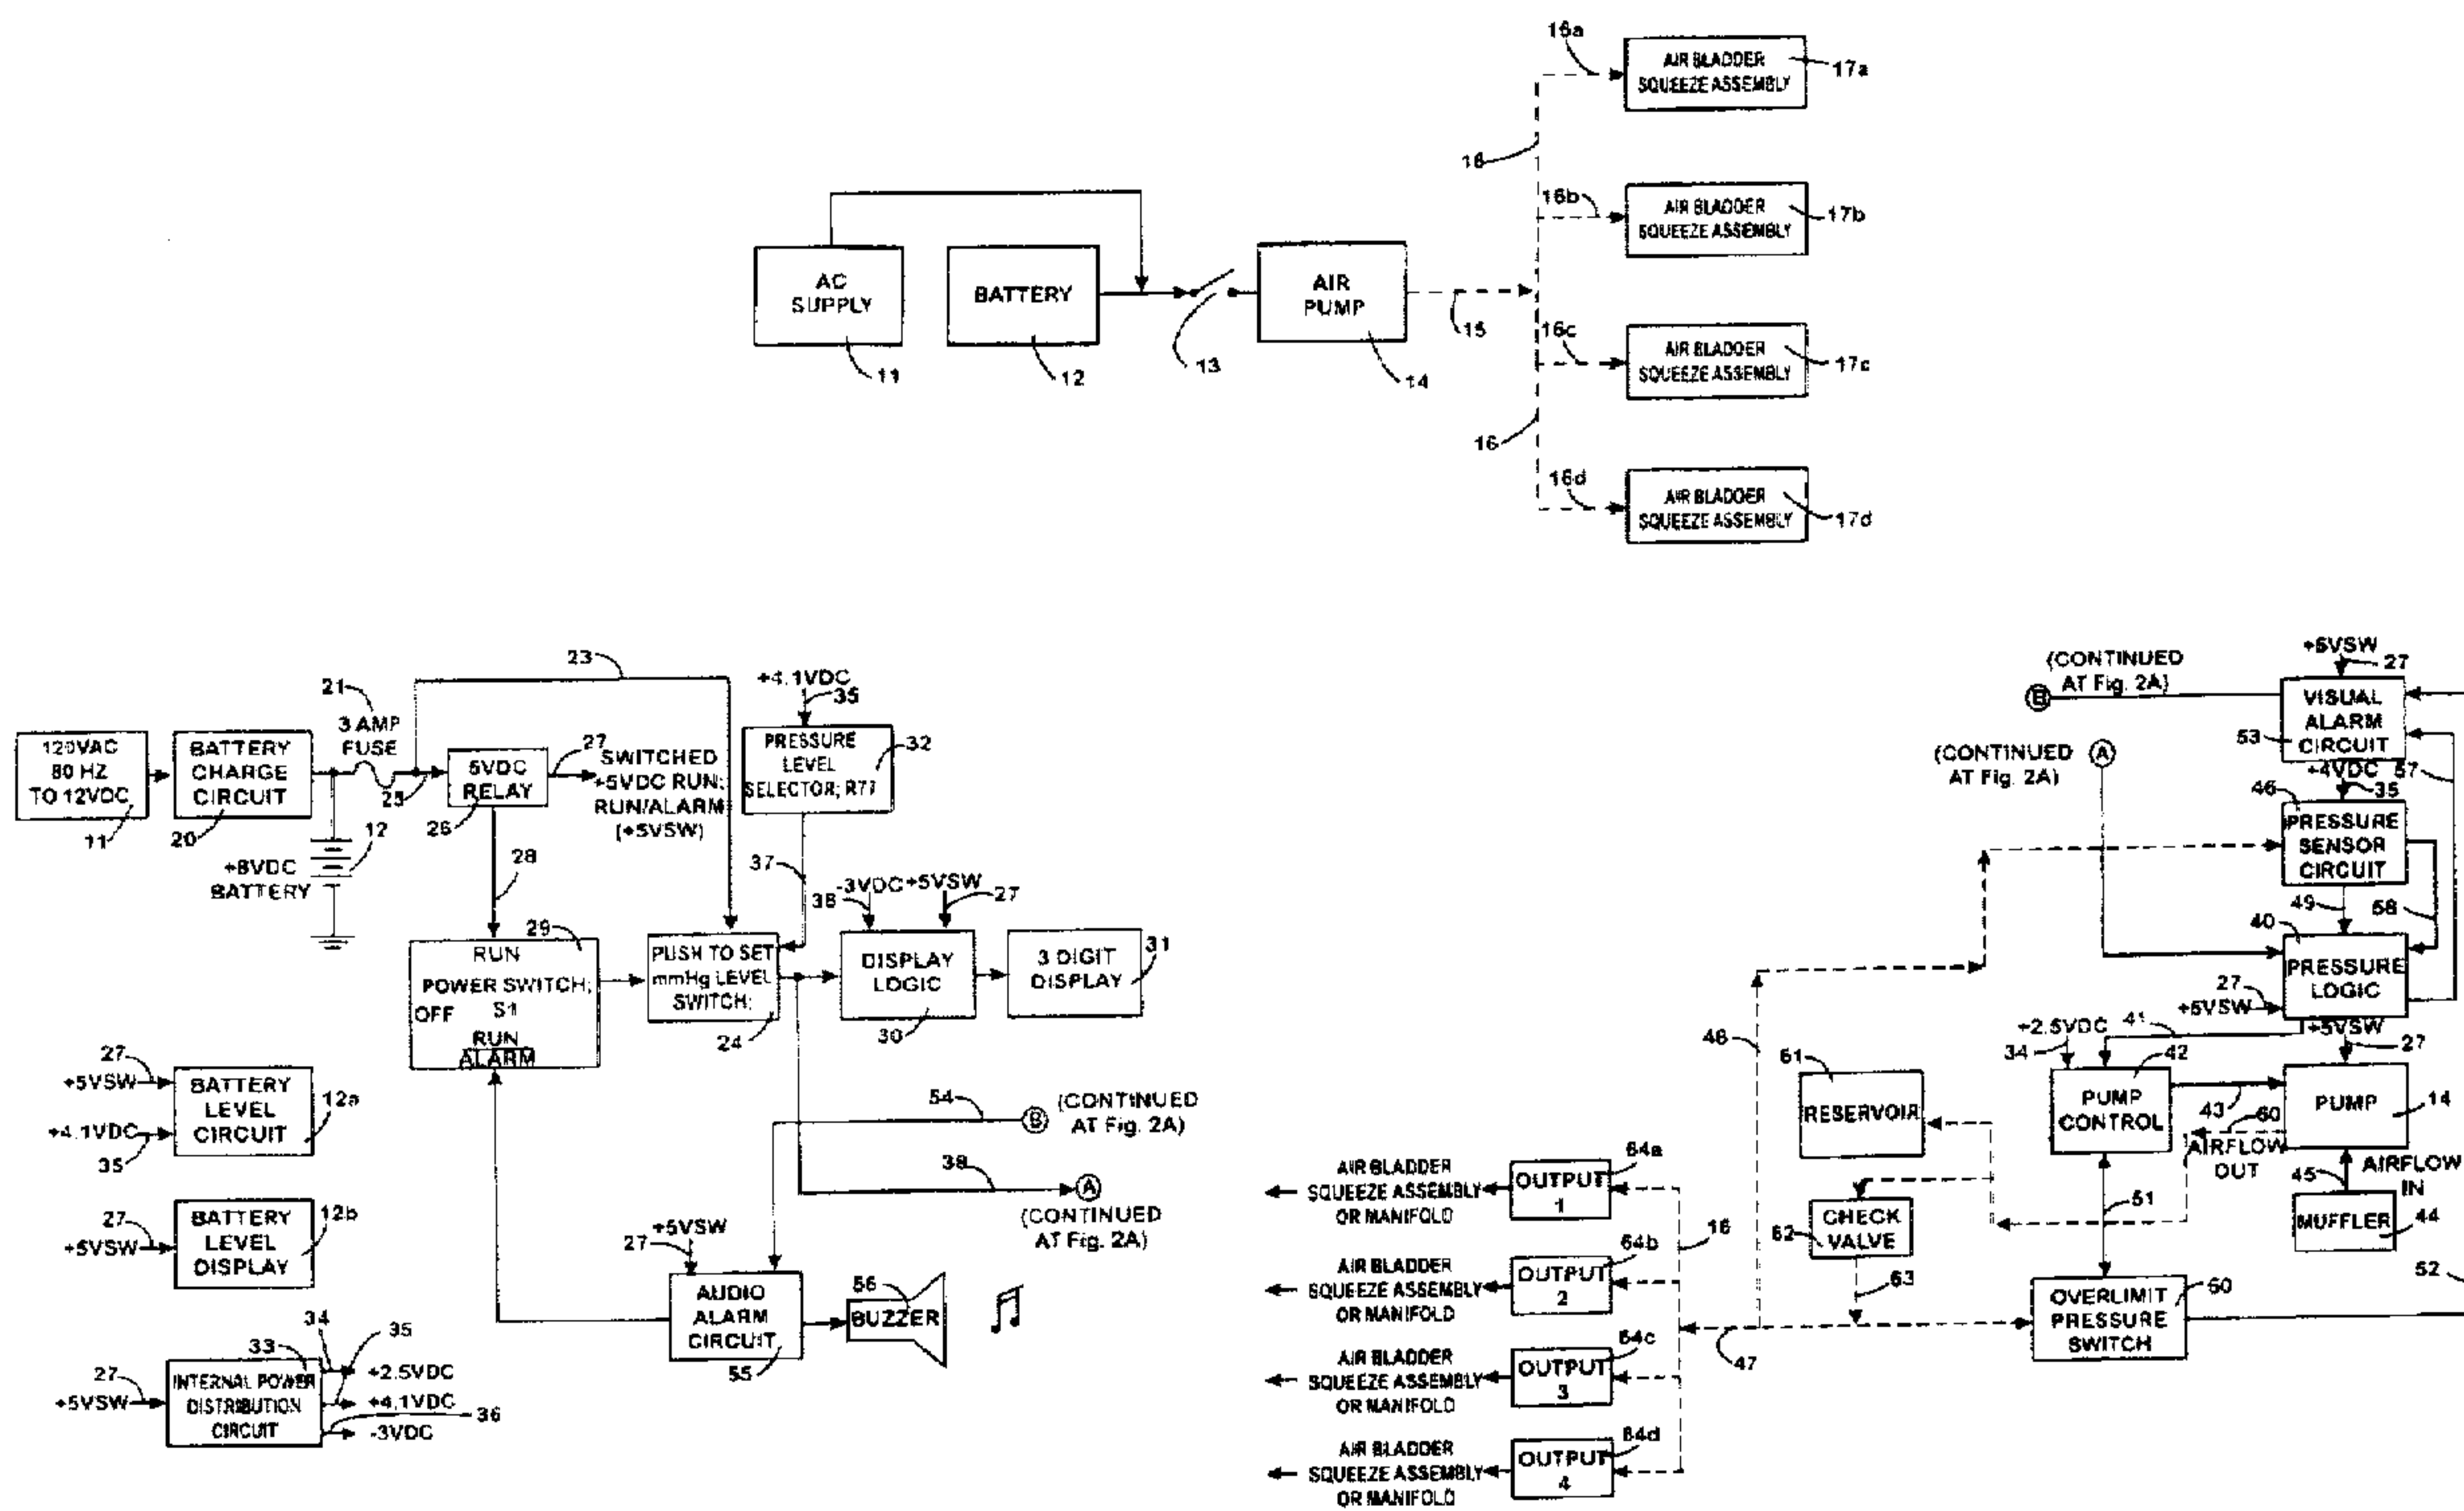 16a
AIR BLADDER
SQUEEZE ASSEMBLY
17a
16
16b
AIR BLADDER
SQUEEZE ASSEMBLY
17b
AC
SUPPLY
11
BATTERY
12
13
AIR
PUMP
14
15
16c
AIR BLADDER
SQUEEZE ASSEMBLY
17c
16
16d
AIR BLADDER
SQUEEZE ASSEMBLY
17d
120VAC
60 HZ
TO 12VDC
11
BATTERY
CHARGE
CIRCUIT
20
21
3 AMP
FUSE
25
23
+6VDC
BATTERY
12
5VDC
RELAY
26
27
SWITCHED
+5VDC RUN;
RUN/ALARM
(+5VSW)
28
+4.1VDC
35
PRESSURE
LEVEL
SELECTOR; R77
32
37
RUN
29
POWER SWITCH;
OFF
S1
RUN
ALARM
PUSH TO SET
mmHg LEVEL
SWITCH;
24
-3VDC
+5VSW
27
DISPLAY
LOGIC
30
3 DIGIT
DISPLAY
31
27
+5VSW
+4.1VDC
35
BATTERY
LEVEL
CIRCUIT
12a
27
+5VSW
BATTERY
LEVEL
DISPLAY
12b
27
+5VSW
33
INTERNAL POWER
DISTRIBUTION
CIRCUIT
34
35
+2.5VDC
+4.1VDC
36
-3VDC
54
B
(CONTINUED
AT Fig. 2A)
38
A
(CONTINUED
AT Fig. 2A)
+5VSW
27
AUDIO
ALARM
CIRCUIT
55
56
BUZZER
(CONTINUED
AT Fig. 2A)
B
+5VSW
27
VISUAL
ALARM
CIRCUIT
53
(CONTINUED
AT Fig. 2A)
A
+4VDC
57
35
46
PRESSURE
SENSOR
CIRCUIT
49
58
40
PRESSURE
LOGIC
27
+5VSW
+5VSW
27
+2.5VDC
34
41
42
PUMP
CONTROL
43
PUMP
14
60
AIRFLOW
OUT
45
AIRFLOW
IN
MUFFLER
44
48
61
RESERVOIR
62
CHECK
VALVE
63
51
OVERLIMIT
PRESSURE
SWITCH
50
52
47
16
AIR BLADDER
SQUEEZE ASSEMBLY
OR MANIFOLD
OUTPUT
1
64a
AIR BLADDER
SQUEEZE ASSEMBLY
OR MANIFOLD
OUTPUT
2
64b
AIR BLADDER
SQUEEZE ASSEMBLY
OR MANIFOLD
OUTPUT
3
64c
AIR BLADDER
SQUEEZE ASSEMBLY
OR MANIFOLD
OUTPUT
4
64d